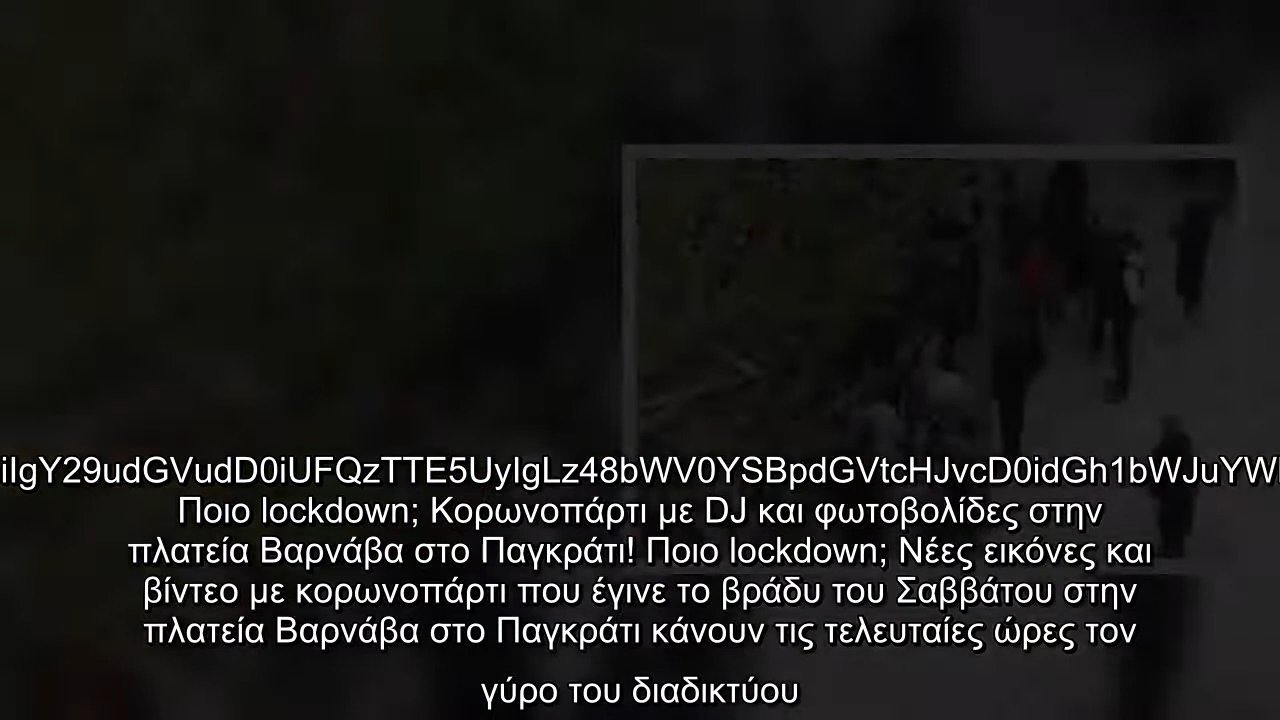 iIgY29udGVudD0iUFQzTTE5UyIgLz48bWV0YSBpdGVtcHJvcD0idGh1bWJuYW
Ποιο lockdown; Κορωνοπάρτι με DJ και φωτοβολίδες στην
πλατεία Βαρνάβα στο Παγκράτι! Ποιο lockdown; Νέες εικόνες και
βίντεο με κορωνοπάρτι που έγινε το βράδυ του Σαββάτου στην
πλατεία Βαρνάβα στο Παγκράτι κάνουν τις τελευταίες ώρες τον
γύρο του διαδικτύου